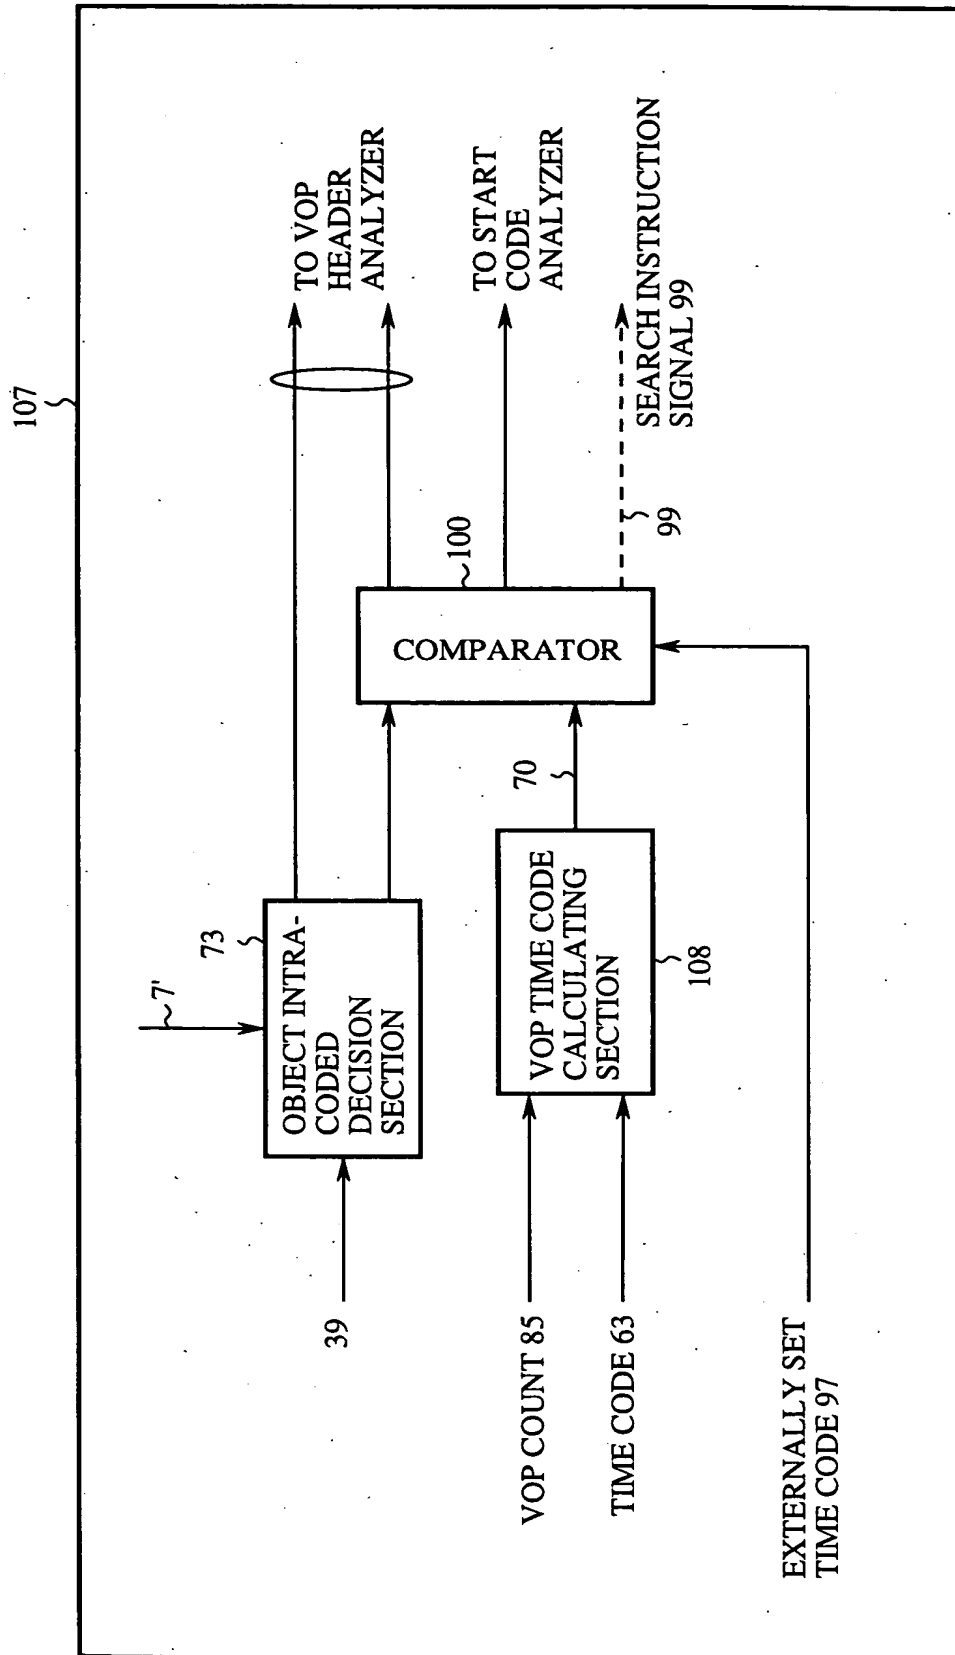 107
TO VOP
HEADER
ANALYZER
TO START
CODE
ANALYZER
SEARCH INSTRUCTION
SIGNAL 99
99
100
COMPARATOR
7'
73
OBJECT INTRA-
CODED
DECISION
SECTION
70
VOP TIME CODE
CALCULATING
SECTION
108
39
VOP COUNT 85
TIME CODE 63
EXTERNALLY SET
TIME CODE 97